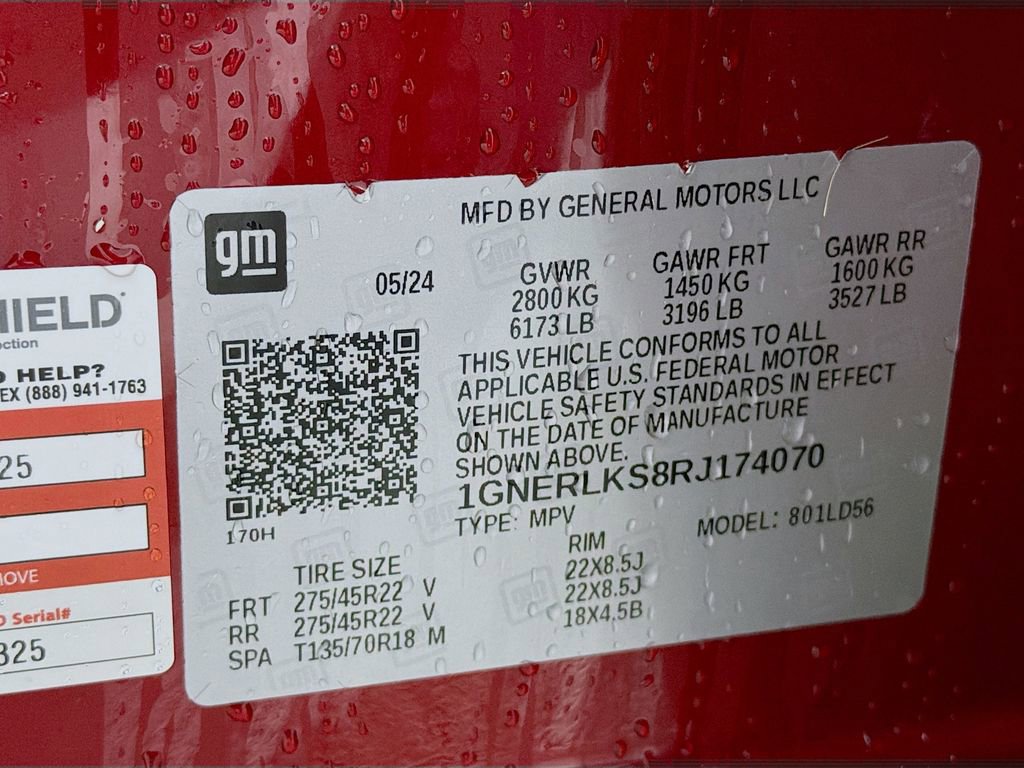 MFD BY GENERAL MOTORS LLC
gm
05/24
GVWR
2800 KG
6173 LB
GAWR FRT
1450 KG
3196 LB
GAWR RR
1600 KG
3527 LB
THIS VEHICLE CONFORMS TO ALL
APPLICABLE U.S. FEDERAL MOTOR
VEHICLE SAFETY STANDARDS IN EFFECT
ON THE DATE OF MANUFACTURE
SHOWN ABOVE.
1GNERLKS8RJ174070
TYPE: MPV
MODEL: 801LD56
170H
TIRE SIZE
RIM
FRT 275/45R22 V 22X8.5J
RR 275/45R22 V 22X8.5J
SPA T135/70R18 M 18X4.5B
HIELD
ction
HELP?
EX (888) 941-1763
25
MOVE
D Serial#
325